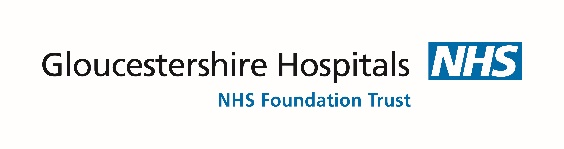 Gloucestershire Hospitals NHS
NHS Foundation Trust